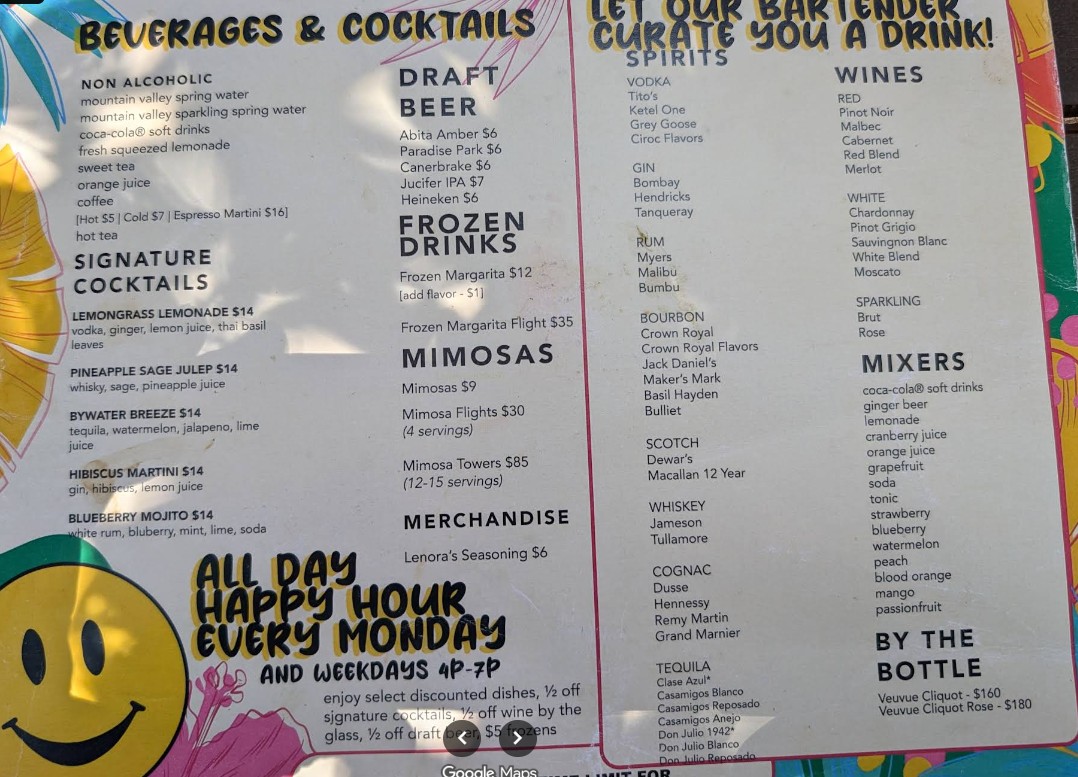 BEVERAGES & COCKTAILS
NON ALCOHOLIC
mountain valley spring water
mountain valley sparkling spring water
coca-cola® soft drinks
fresh squeezed lemonade
sweet tea
orange juice
coffee
[Hot $5 | Cold $7 | Espresso Martini $16]
hot tea
SIGNATURE
COCKTAILS
LEMONGRASS LEMONADE $14
vodka, ginger, lemon juice, thai basil
leaves
PINEAPPLE SAGE JULEP $14
whisky, sage, pineapple juice
BYWATER BREEZE $14
tequila, watermelon, jalapeno, lime
juice
HIBISCUS MARTINI $14
gin, hibiscus, lemon juice
BLUEBERRY MOJITO $14
white rum, bluberry, mint, lime, soda
DRAFT
BEER
Abita Amber $6
Paradise Park $6
Canerbrake $6
Jucifer IPA $7
Heineken $6
FROZEN
DRINKS
Frozen Margarita $12
[add flavor - $1]
Frozen Margarita Flight $35
MIMOSAS
Mimosas $9
Mimosa Flights $30
(4 servings)
Mimosa Towers $85
(12-15 servings)
MERCHANDISE
Lenora's Seasoning $6
ALL DAY
HAPPY HOUR
EVERY MONDAY
AND WEEKDAYS 4P-7P
enjoy select discounted dishes, ½ off
signature cocktails, ½ off wine by the
glass, ½ off draft beer, $5 frozens
LET OUR BARTENDER
CURATE YOU A DRINK!
SPIRITS
VODKA
Tito's
Ketel One
Grey Goose
Ciroc Flavors
GIN
Bombay
Hendricks
Tanqueray
RUM
Myers
Malibu
Bumbu
BOURBON
Crown Royal
Crown Royal Flavors
Jack Daniel's
Maker's Mark
Basil Hayden
Bulliet
SCOTCH
Dewar's
Macallan 12 Year
WHISKEY
Jameson
Tullamore
COGNAC
Dusse
Hennessy
Remy Martin
Grand Marnier
TEQUILA
Clase Azul*
Casamigos Blanco
Casamigos Reposado
Casamigos Anejo
Don Julio 1942*
Don Julio Blanco
Don Julio Reposado
WINES
RED
Pinot Noir
Malbec
Cabernet
Red Blend
Merlot
WHITE
Chardonnay
Pinot Grigio
Sauvingnon Blanc
White Blend
Moscato
SPARKLING
Brut
Rose
MIXERS
coca-cola® soft drinks
ginger beer
lemonade
cranberry juice
orange juice
grapefruit
soda
tonic
strawberry
blueberry
watermelon
peach
blood orange
mango
passionfruit
BY THE
BOTTLE
Veuvue Cliquot - $160
Veuvue Cliquot Rose - $180
Google Maps
LIMIT FOR